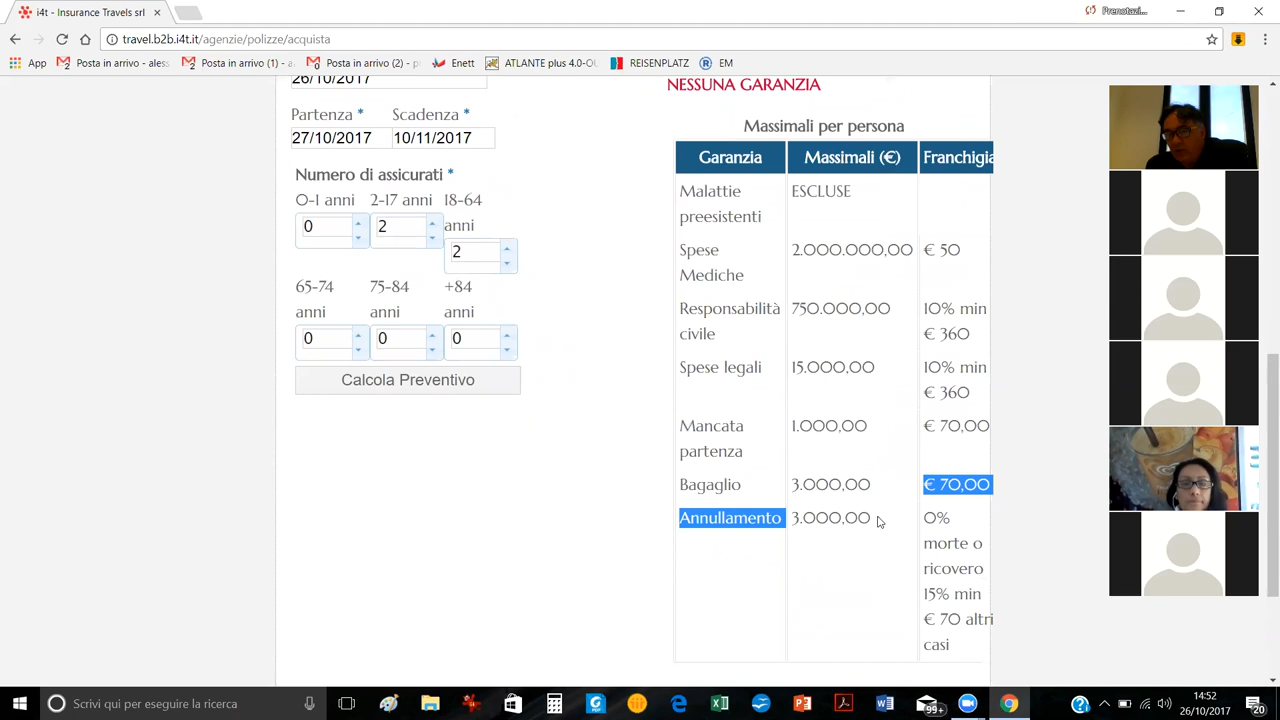 i4t - Insurance Travels srl
Prenotazi...
travel.b2b.i4t.it/agenzie/polizze/acquista
App
Posta in arrivo - aless
Posta in arrivo (1) - a
Posta in arrivo (2) - p
Enett
ATLANTE plus 4.0-OU
REISENPLATZ
EM
26/10/2017
Partenza * Scadenza *
27/10/2017 10/11/2017
Numero di assicurati *
0-1 anni 2-17 anni 18-64
anni
0 2
2
65-74 75-84 +84
anni anni anni
0 0 0
Calcola Preventivo
NESSUNA GARANZIA
Massimali per persona
Garanzia Massimali (€) Franchigia
Malattie ESCLUSE
preesistenti
Spese 2.000.000,00 € 50
Mediche
Responsabilità 750.000,00 10% min
civile € 360
Spese legali 15.000,00 10% min
€ 360
Mancata 1.000,00 € 70,00
partenza
Bagaglio 3.000,00 € 70,00
Annullamento 3.000,00 0%
morte o
ricovero
15% min
€ 70 altri
casi
Scrivi qui per eseguire la ricerca
99+
14:52
26/10/2017
20